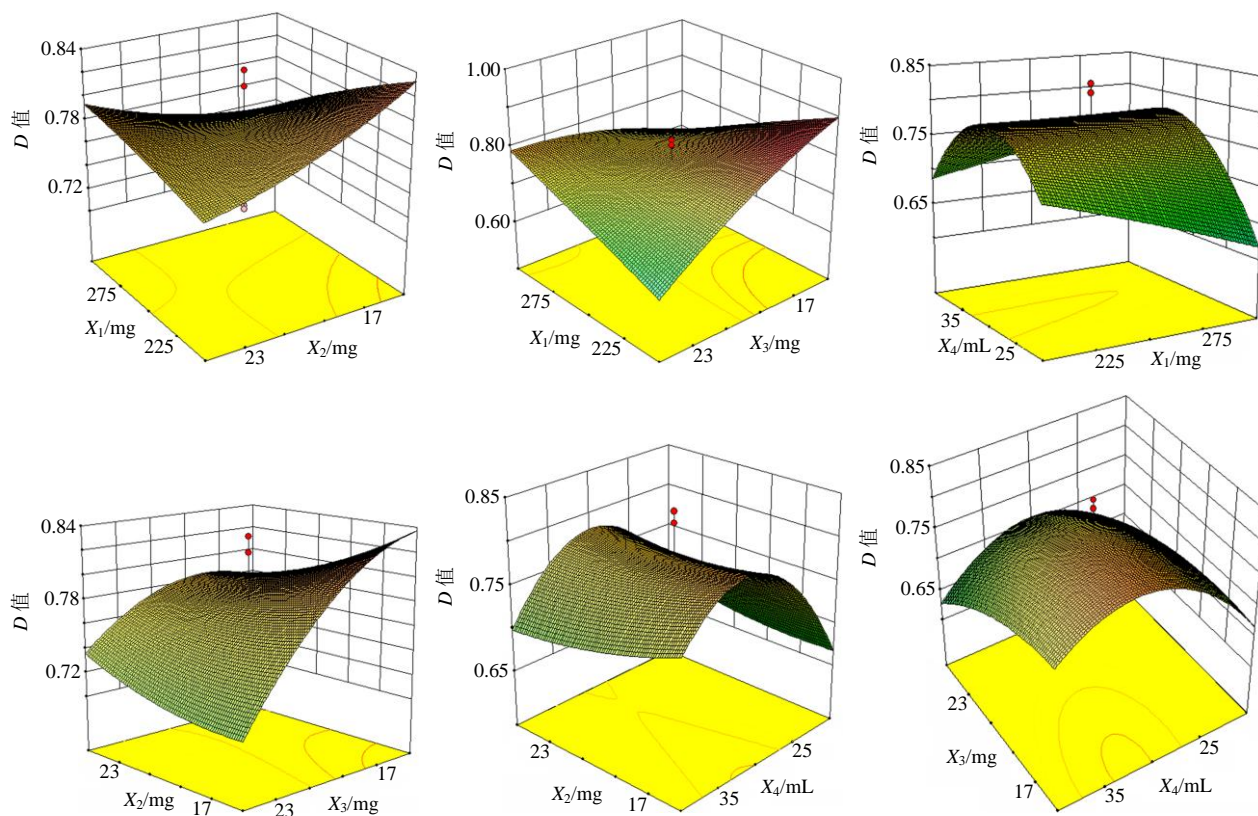 0.84
0.78
0.72
D 值
275
X₁/mg
225
23
X₂/mg
17
1.00
0.80
0.60
D 值
275
X₁/mg
225
23
X₃/mg
17
0.85
0.75
0.65
D 值
35
X₄/mL
25
225
X₁/mg
275
0.84
0.78
0.72
D 值
23
X₂/mg
17
23
X₃/mg
17
0.85
0.75
0.65
D 值
23
X₂/mg
17
35
X₄/mL
25
0.85
0.75
0.65
D 值
23
X₃/mg
17
35
X₄/mL
25